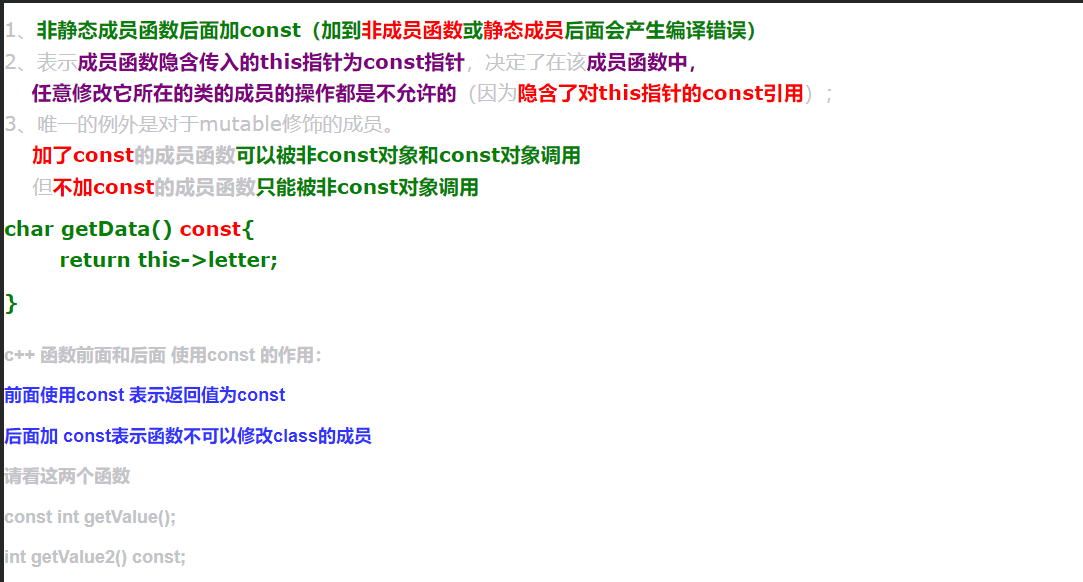 1、非静态成员函数后面加const（加到非成员函数或静态成员后面会产生编译错误）
2、表示成员函数隐含传入的this指针为const指针，决定了在该成员函数中，
任意修改它所在的类的成员的操作都是不允许的（因为隐含了对this指针的const引用）；
3、唯一的例外是对于mutable修饰的成员。
加了const的成员函数可以被非const对象和const对象调用
但不加const的成员函数只能被非const对象调用
char getData() const{
return this->letter;
}
c++ 函数前面和后面 使用const 的作用：
前面使用const 表示返回值为const
后面加 const表示函数不可以修改class的成员
请看这两个函数
const int getValue();
int getValue2() const;